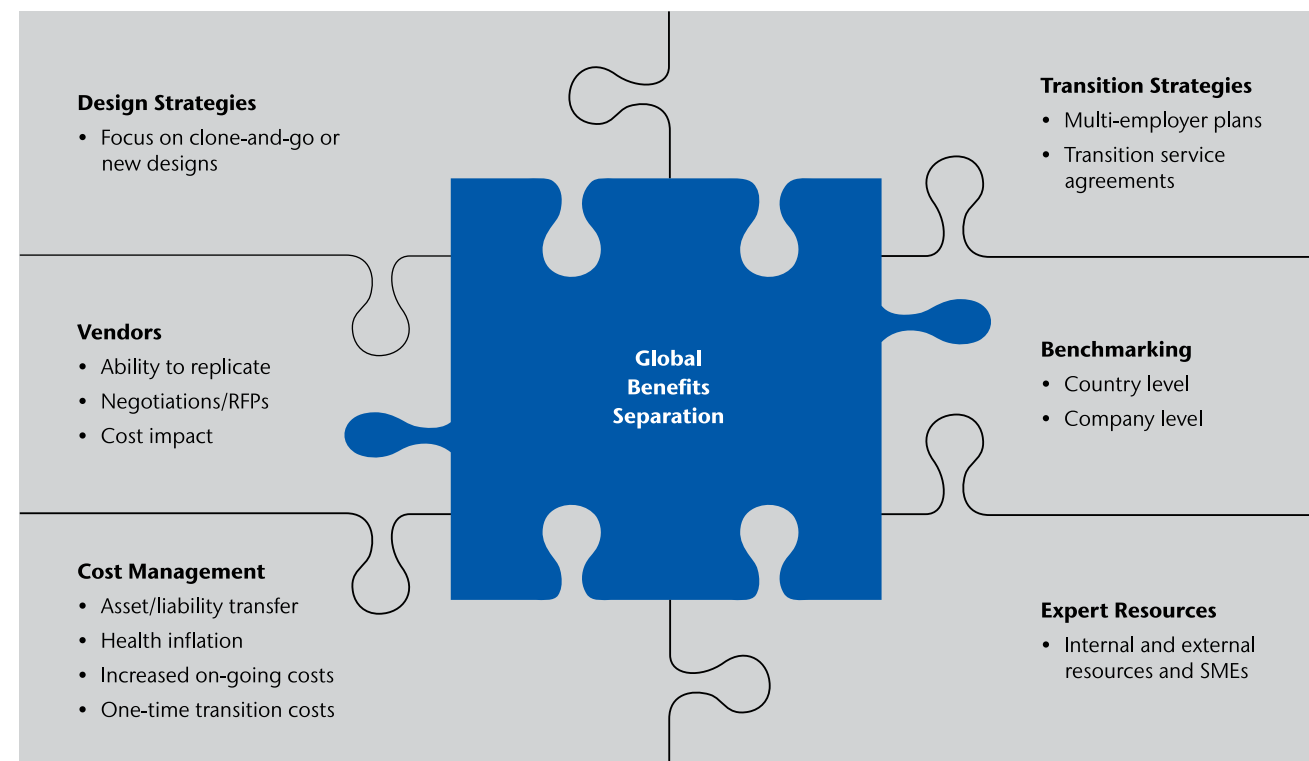 Design Strategies
• Focus on clone-and-go or
new designs
Vendors
• Ability to replicate
• Negotiations/RFPs
• Cost impact
Cost Management
• Asset/liability transfer
• Health inflation
• Increased on-going costs
• One-time transition costs
Global
Benefits
Separation
Transition Strategies
• Multi-employer plans
• Transition service
agreements
Benchmarking
• Country level
• Company level
Expert Resources
• Internal and external
resources and SMEs